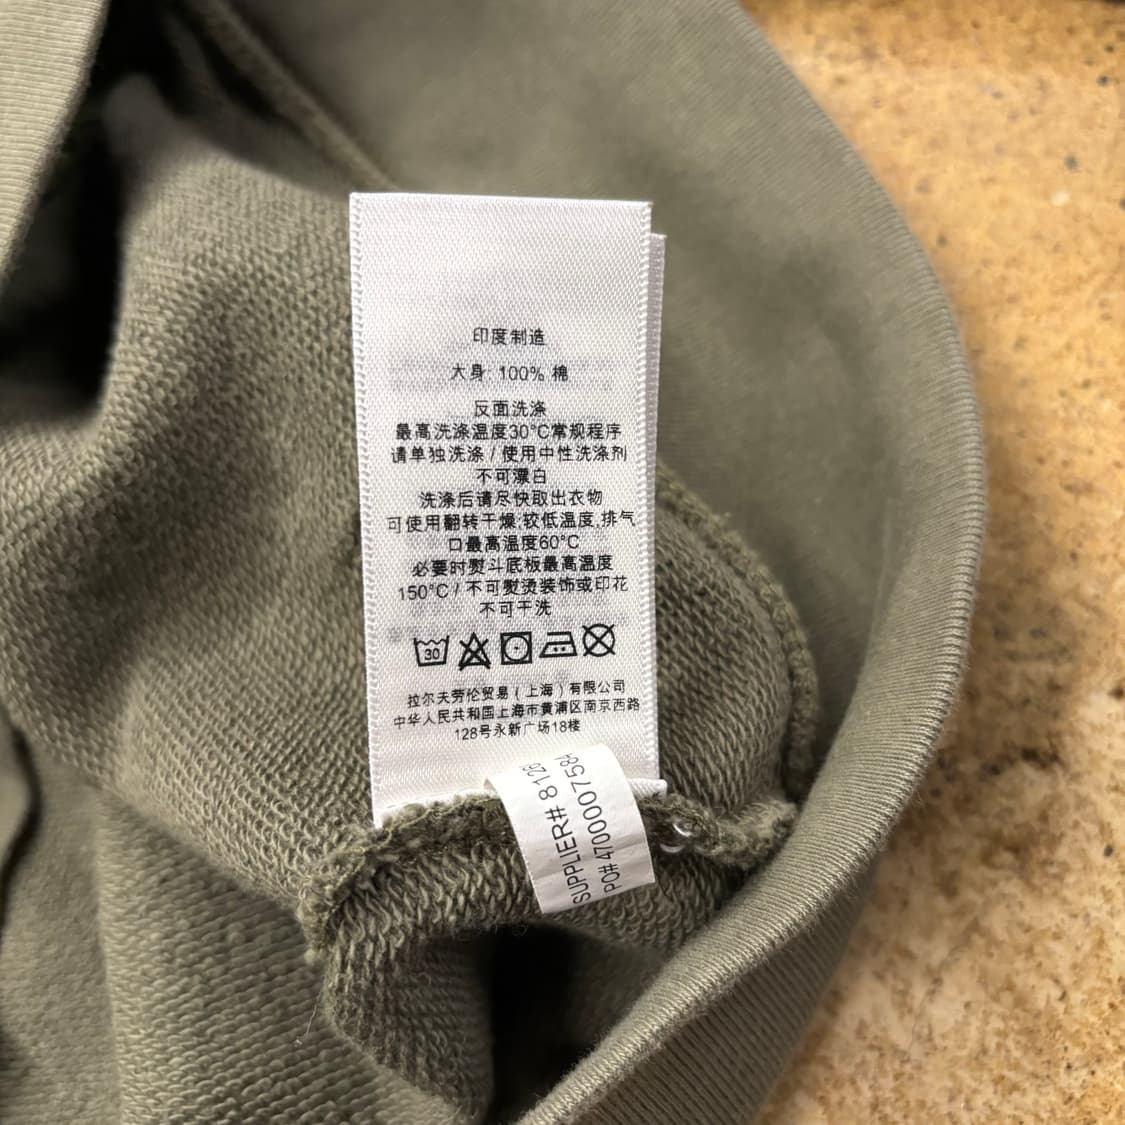 印度制造
大身: 100% 棉
反面洗涤
最高洗涤温度30°C常规程序
请单独洗涤 / 使用中性洗涤剂
不可漂白
洗涤后请尽快取出衣物
可使用翻转干燥;较低温度,排气
口最高温度60°C
必要时熨斗底板最高温度
150°C / 不可熨烫装饰或印花
不可干洗
30
拉尔夫劳伦贸易 ( 上海 ) 有限公司
中华人民共和国上海市黄浦区南京西路
128号永新广场18楼
SUPPLIER# 8126
PO# 4700007584